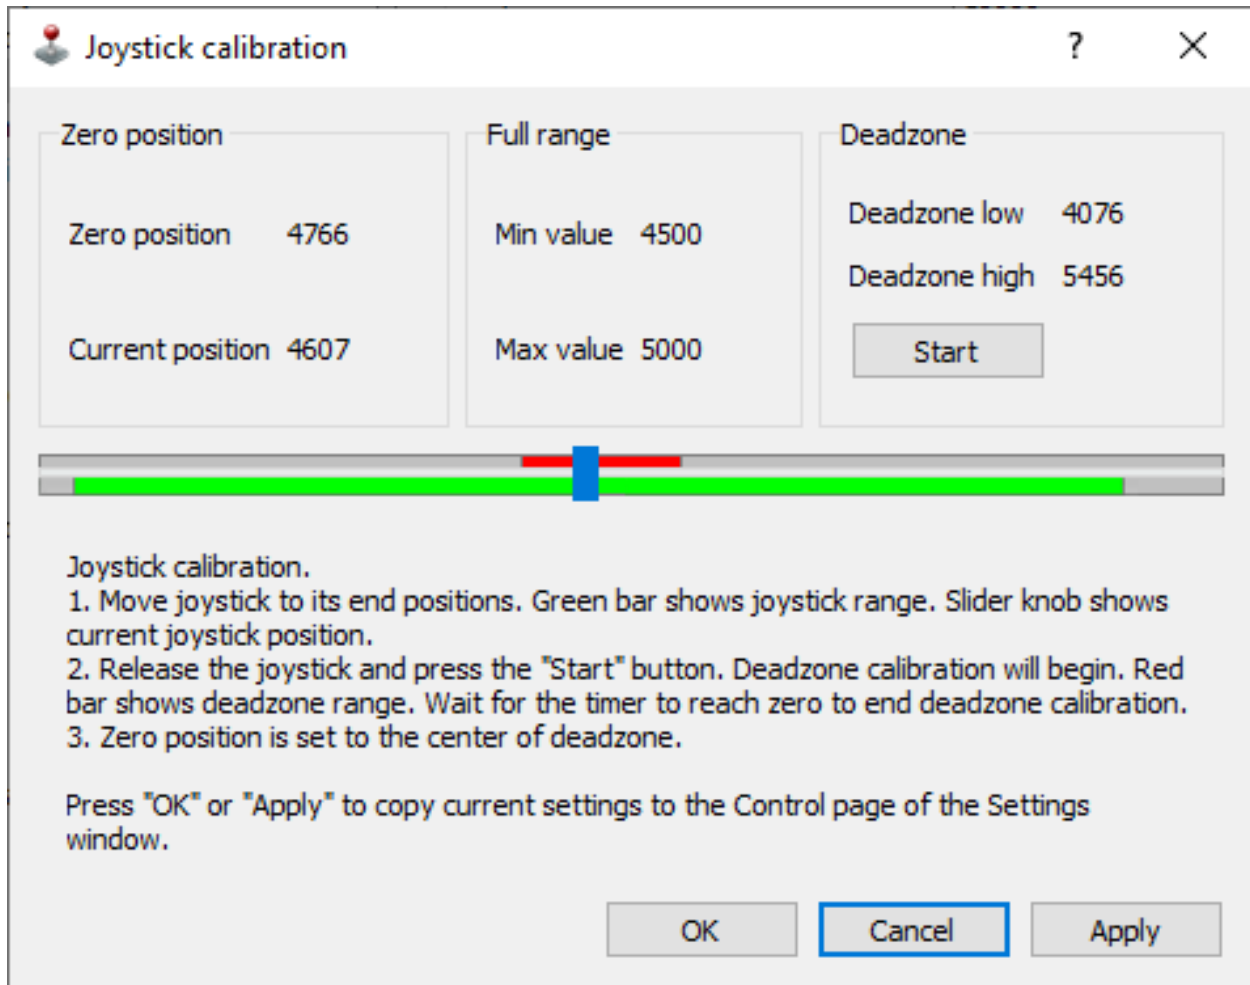 Joystick calibration
?
Zero position
Full range
Deadzone
Zero position 4766
Min value 4500
Deadzone low 4076
Deadzone high 5456
Current position 4607
Max value 5000
Start
Joystick calibration.
1. Move joystick to its end positions. Green bar shows joystick range. Slider knob shows
current joystick position.
2. Release the joystick and press the "Start" button. Deadzone calibration will begin. Red
bar shows deadzone range. Wait for the timer to reach zero to end deadzone calibration.
3. Zero position is set to the center of deadzone.
Press "OK" or "Apply" to copy current settings to the Control page of the Settings
window.
OK
Cancel
Apply